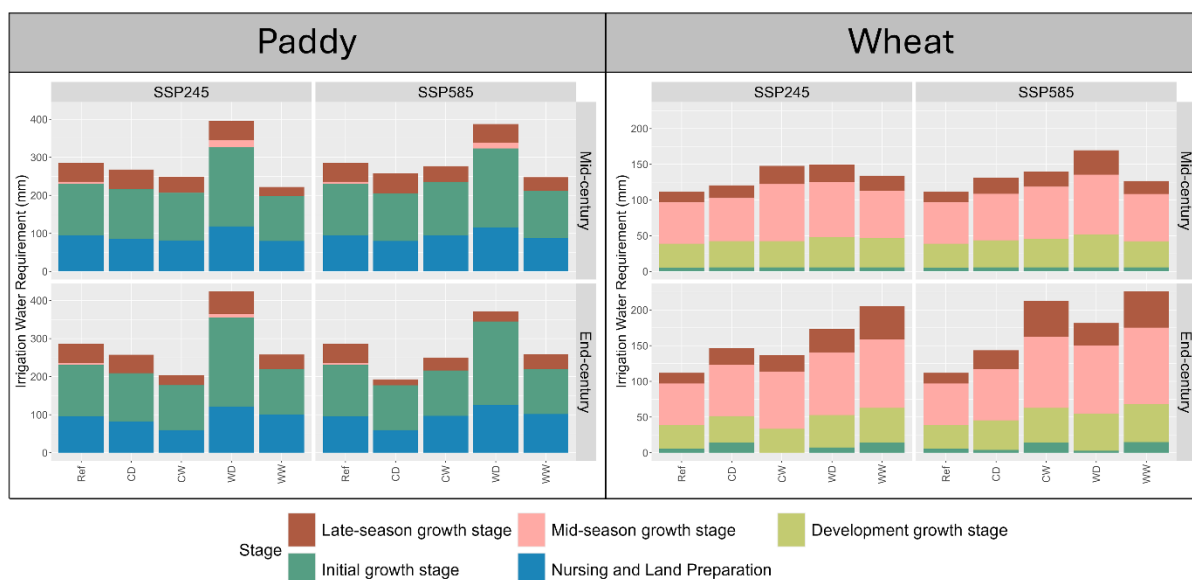 Paddy
Wheat
SSP245
SSP585
SSP245
SSP585
Irrigation Water Requirement (mm)
400
300
200
100
0
Mid-century
400
300
200
100
0
End-century
Ref
CD
CW
WD
WW
Ref
CD
CW
WD
WW
Irrigation Water Requirement (mm)
200
150
100
50
0
Mid-century
200
150
100
50
0
End-century
Ref
CD
CW
WD
WW
Ref
CD
CW
WD
WW
Stage
Late-season growth stage
Mid-season growth stage
Development growth stage
Initial growth stage
Nursing and Land Preparation